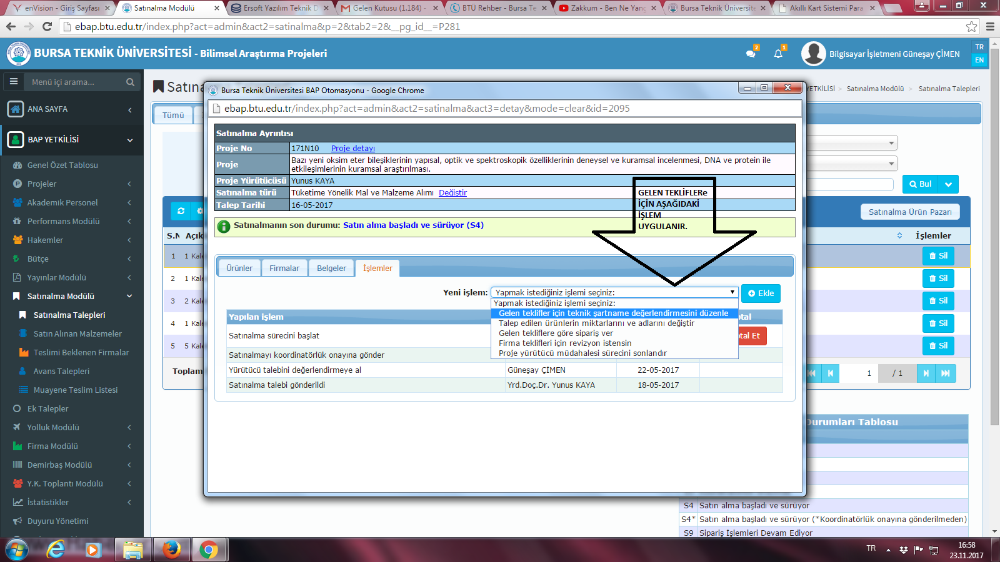 enVision - Giriş Sayfası
Satınalma Modülü
Ersoft Yazılım Teknik D
Gelen Kutusu (1.184) -
BTÜ Rehber - Bursa Te
Zakkum - Ben Ne Yang
Bursa Teknik Üniversite
Akıllı Kart Sistemi Para
ebap.btu.edu.tr/index.php?act=admin&act2=satinalma&p=2&tab2=2&__pg_id__=P281
BURSA TEKNİK ÜNİVERSİTESİ - Bilimsel Araştırma Projeleri
2
1
Bilgisayar İşletmeni Güneşay ÇİMEN
TR
EN
Menü içi arama...
ANA SAYFA
BAP YETKİLİSİ
Genel Özet Tablosu
Projeler
Akademik Personel
Performans Modülü
Hakemler
Bütçe
Yayınlar Modülü
Satınalma Modülü
Satınalma Talepleri
Satın Alınan Malzemeler
Teslimi Beklenen Firmalar
Avans Talepleri
Muayene Teslim Listesi
Ek Talepler
Yolluk Modülü
Firma Modülü
Demirbaş Modülü
Y.K. Toplantı Modülü
İstatistikler
Duyuru Yönetimi
Satına
YETKİLİSİ > Satınalma Modülü > Satınalma Talepleri
Tümü
Bul
Satınalma Ürün Pazarı
S.N Açık
İşlemler
1 1 Kale
Sil
2 1 Kale
Sil
3 2 Kale
Sil
4 1 Kale
Sil
5 5 Kale
Sil
Toplam
1 / 1
Bursa Teknik Üniversitesi BAP Otomasyonu - Google Chrome
ebap.btu.edu.tr/index.php?act=admin&act2=satinalma&act3=detay&mode=clear&id=2095
Satınalma Ayrıntısı
Proje No 171N10 Proje detayı
Proje Bazı yeni oksim eter bileşiklerinin yapısal, optik ve spektroskopik özelliklerinin deneysel ve kuramsal incelenmesi, DNA ve protein ile
etkileşimlerinin kuramsal araştırılması.
Proje Yürütücüsü Yunus KAYA
Satınalma türü Tüketime Yönelik Mal ve Malzeme Alımı Değiştir
Talep Tarihi 16-05-2017
GELEN TEKLİFLERe
İÇİN AŞAĞIDAKİ
İŞLEM
UYGULANIR.
Satınalmanın son durumu: Satın alma başladı ve sürüyor (S4)
Ürünler
Firmalar
Belgeler
İşlemler
Yeni işlem: Yapmak istediğiniz işlemi seçiniz:
Ekle
Yapmak istediğiniz işlemi seçiniz:
Gelen teklifler için teknik şartname değerlendirmesini düzenle
Talep edilen ürünlerin miktarlarını ve adlarını değiştir
Gelen tekliflere göre sipariş ver
Firma teklifleri için revizyon istensin
Proje yürütücü müdahalesi sürecini sonlandır
Yapılan işlem
tal
Satınalma sürecini başlat
tal Et
Satınalmayı koordinatörlük onayına gönder
Yürütücü talebini değerlendirmeye al Güneşay ÇİMEN 22-05-2017
Satınalma talebi gönderildi Yrd.Doç.Dr. Yunus KAYA 18-05-2017
Durumları Tablosu
S4 Satın alma başladı ve sürüyor
S4* Satın alma başladı ve sürüyor (*Koordinatörlük onayına gönderilmeden)
S9 Sipariş İşlemleri Devam Ediyor
TR
16:58
23.11.2017